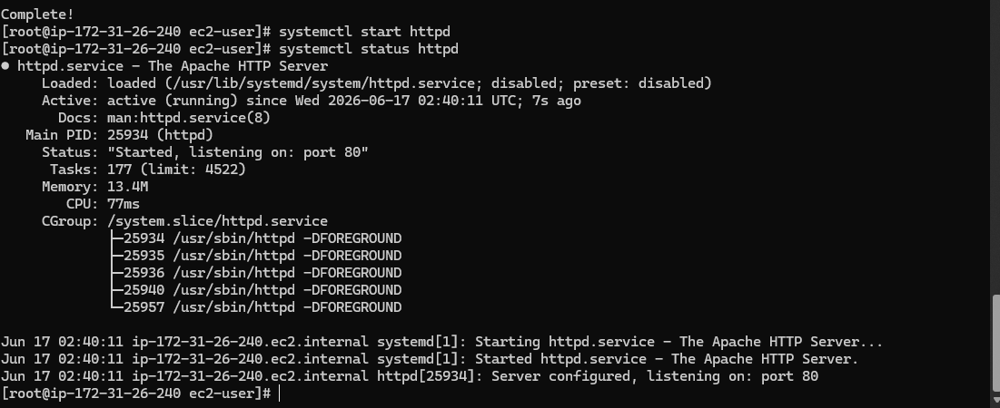 Complete!
[root@ip-172-31-26-240 ec2-user]# systemctl start httpd
[root@ip-172-31-26-240 ec2-user]# systemctl status httpd
● httpd.service - The Apache HTTP Server
     Loaded: loaded (/usr/lib/systemd/system/httpd.service; disabled; preset: disabled)
     Active: active (running) since Wed 2026-06-17 02:40:11 UTC; 7s ago
       Docs: man:httpd.service(8)
   Main PID: 25934 (httpd)
     Status: "Started, listening on: port 80"
      Tasks: 177 (limit: 4522)
     Memory: 13.4M
        CPU: 77ms
     CGroup: /system.slice/httpd.service
             ├─25934 /usr/sbin/httpd -DFOREGROUND
             ├─25935 /usr/sbin/httpd -DFOREGROUND
             ├─25936 /usr/sbin/httpd -DFOREGROUND
             ├─25940 /usr/sbin/httpd -DFOREGROUND
             └─25957 /usr/sbin/httpd -DFOREGROUND

Jun 17 02:40:11 ip-172-31-26-240.ec2.internal systemd[1]: Starting httpd.service - The Apache HTTP Server...
Jun 17 02:40:11 ip-172-31-26-240.ec2.internal systemd[1]: Started httpd.service - The Apache HTTP Server.
Jun 17 02:40:11 ip-172-31-26-240.ec2.internal httpd[25934]: Server configured, listening on: port 80
[root@ip-172-31-26-240 ec2-user]#